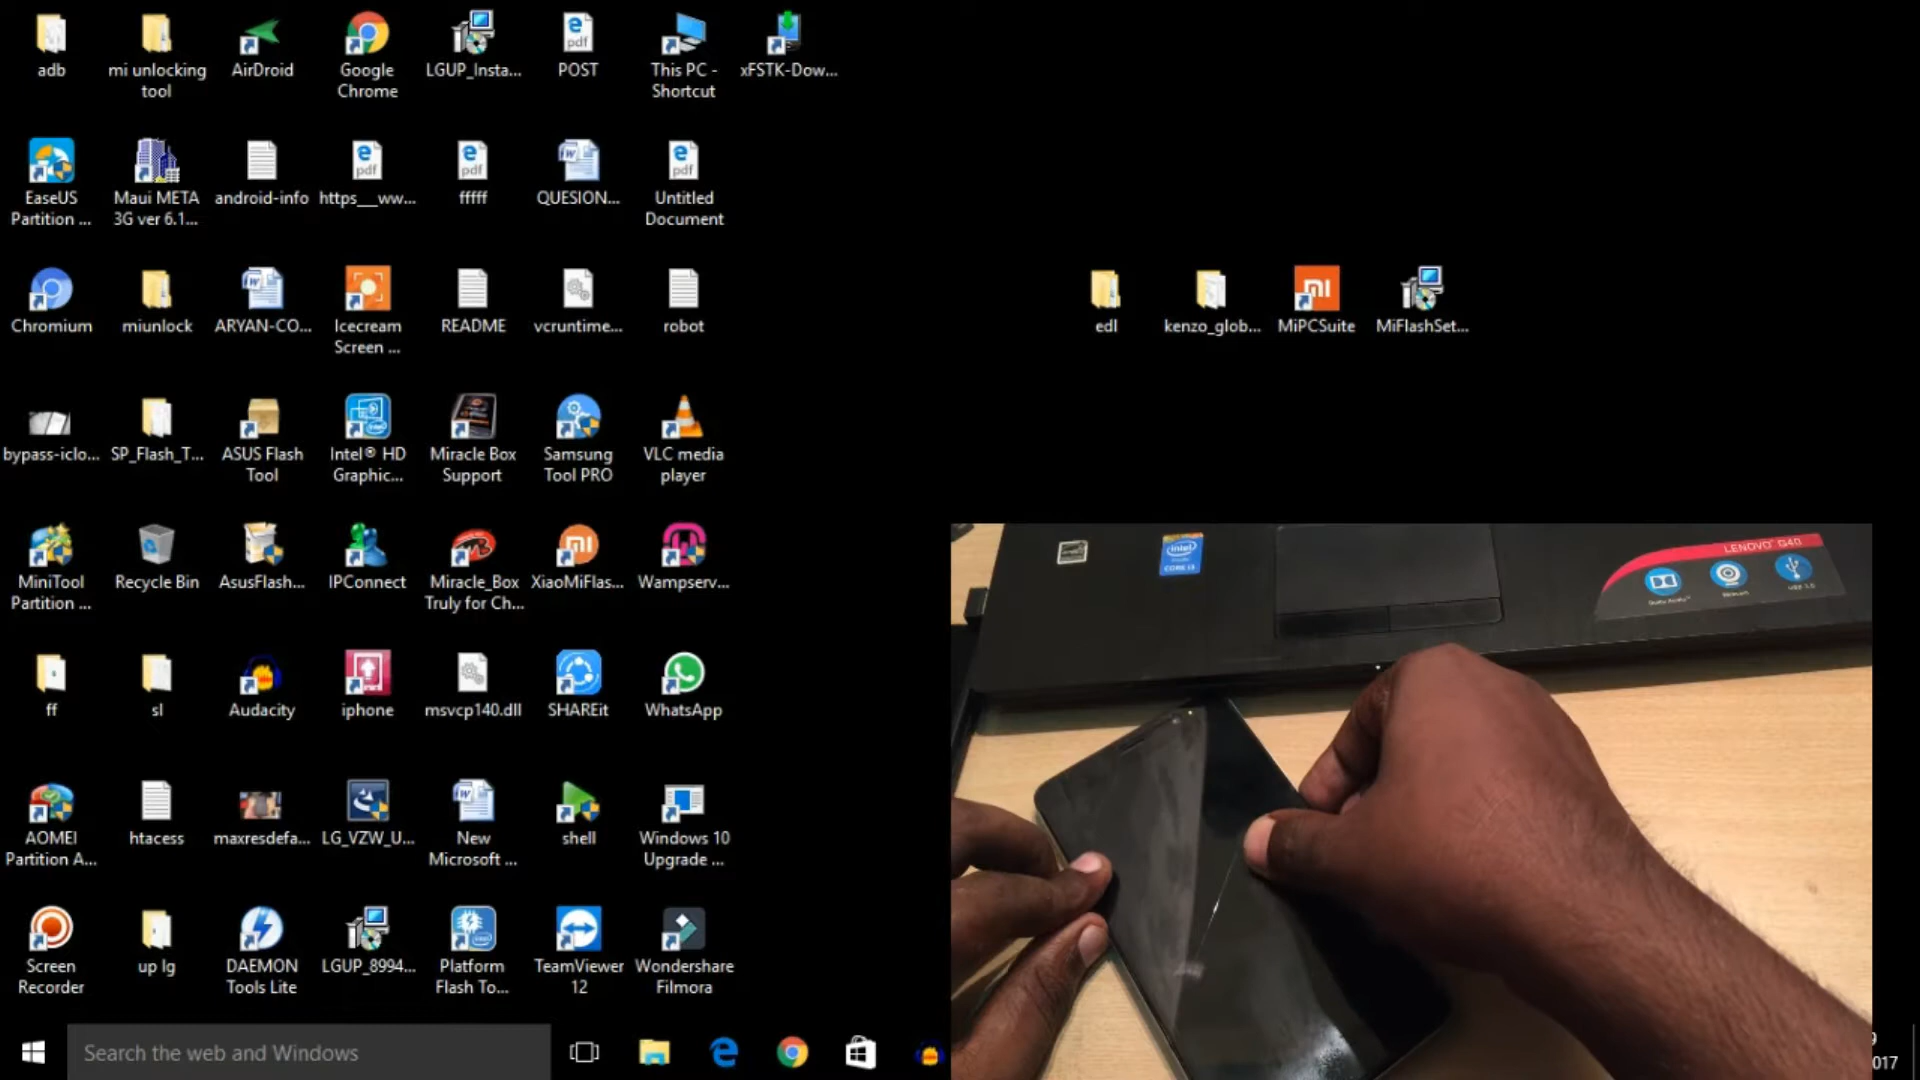 adb
mi unlocking
tool
AirDroid
Google
Chrome
LGUP_Insta...
POST
This PC -
Shortcut
xFSTK-Dow...
EaseUS
Partition ...
Maui META
3G ver 6.1...
android-info
https___ww...
fffff
QUESION...
Untitled
Document
Chromium
miunlock
ARYAN-CO...
Icecream
Screen ...
README
vcruntime...
robot
edl
kenzo_glob...
MiPCSuite
MiFlashSet...
bypass-iclo...
SP_Flash_T...
ASUS Flash
Tool
Intel® HD
Graphic...
Miracle Box
Support
Samsung
Tool PRO
VLC media
player
MiniTool
Partition ...
Recycle Bin
AsusFlash...
IPConnect
Miracle_Box
Truly for Ch...
XiaoMiFlas...
Wampserv...
ff
sl
Audacity
iphone
msvcp140.dll
SHAREit
WhatsApp
AOMEI
Partition A...
htacess
maxresdefa...
LG_VZW_U...
New
Microsoft ...
shell
Windows 10
Upgrade ...
Screen
Recorder
up lg
DAEMON
Tools Lite
LGUP_8994...
Platform
Flash To...
TeamViewer
12
Wondershare
Filmora
Search the web and Windows
017
LENOVO G40
intel
CORE i3